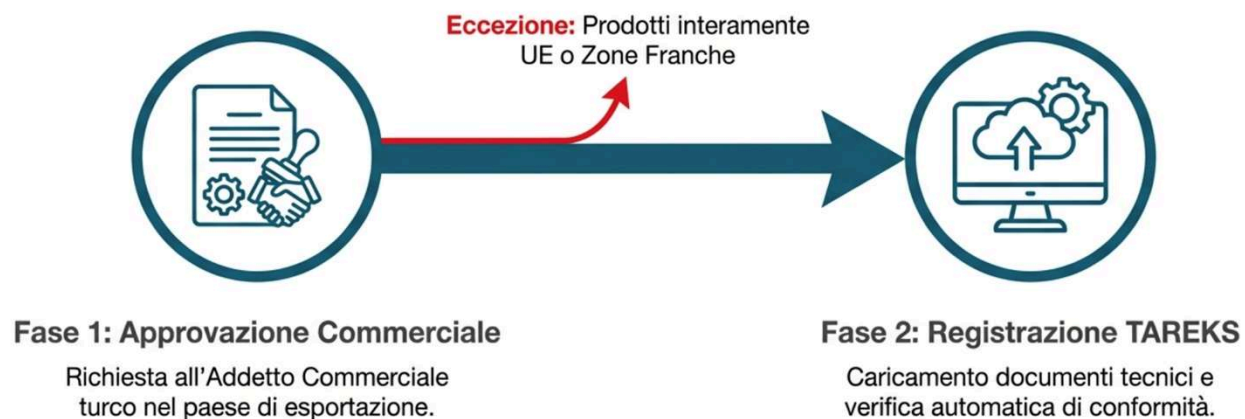 Eccezione: Prodotti interamente
UE o Zone Franche
Fase 1: Approvazione Commerciale
Richiesta all'Addetto Commerciale
turco nel paese di esportazione.
Fase 2: Registrazione TAREKS
Caricamento documenti tecnici e
verifica automatica di conformità.